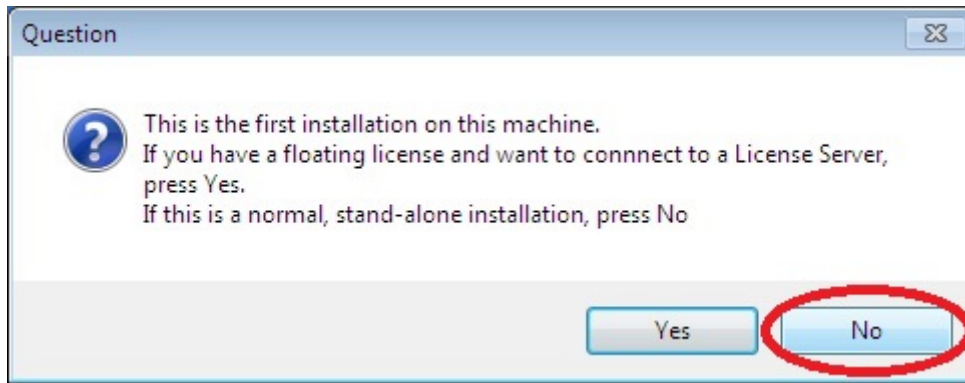 Question
This is the first installation on this machine.
If you have a floating license and want to connnect to a License Server,
press Yes.
If this is a normal, stand-alone installation, press No
Yes
No